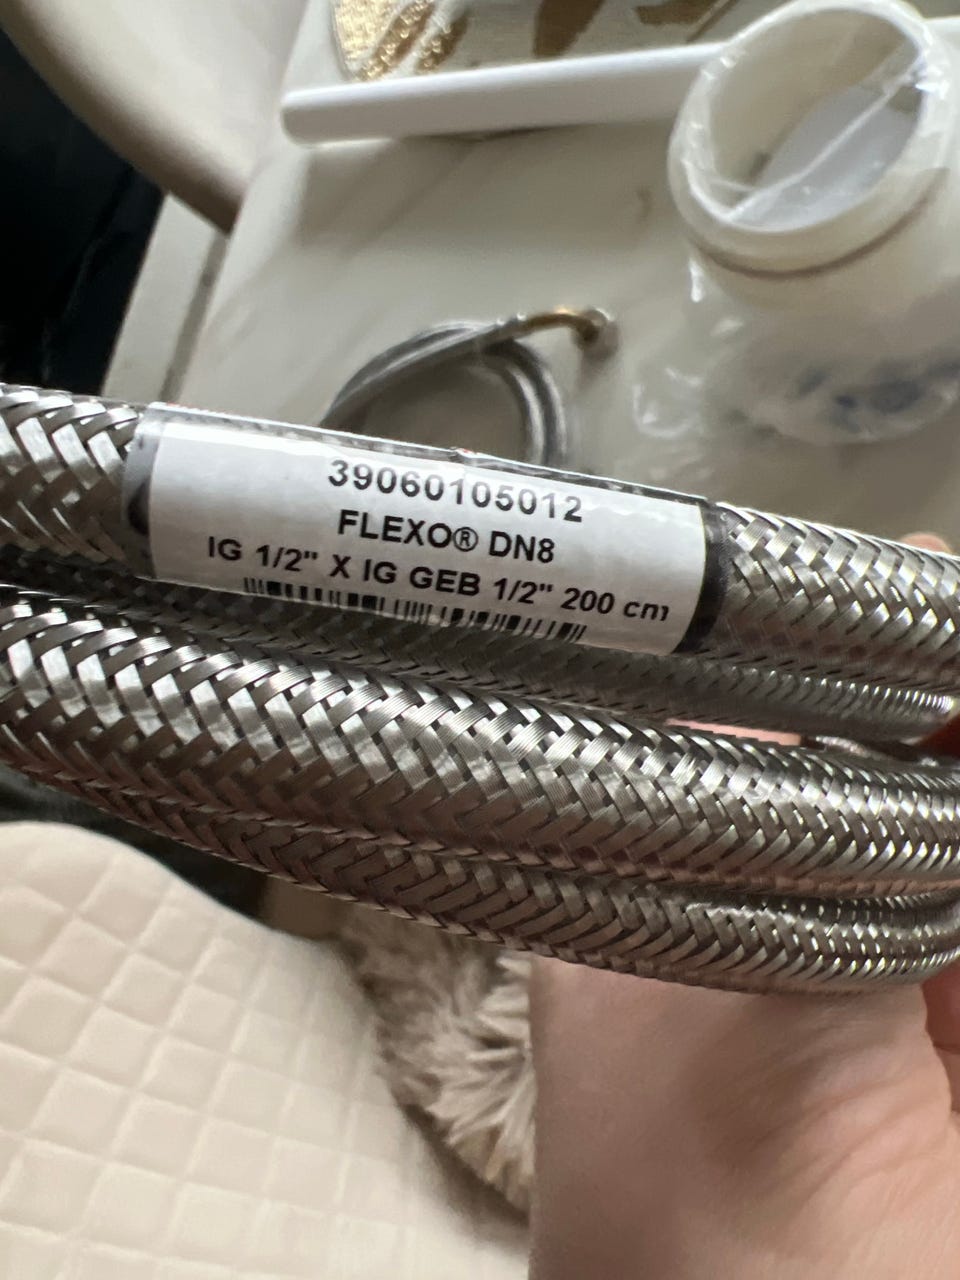 39060105012
FLEXO® DN8
IG 1/2" X IG GEB 1/2" 200 cm